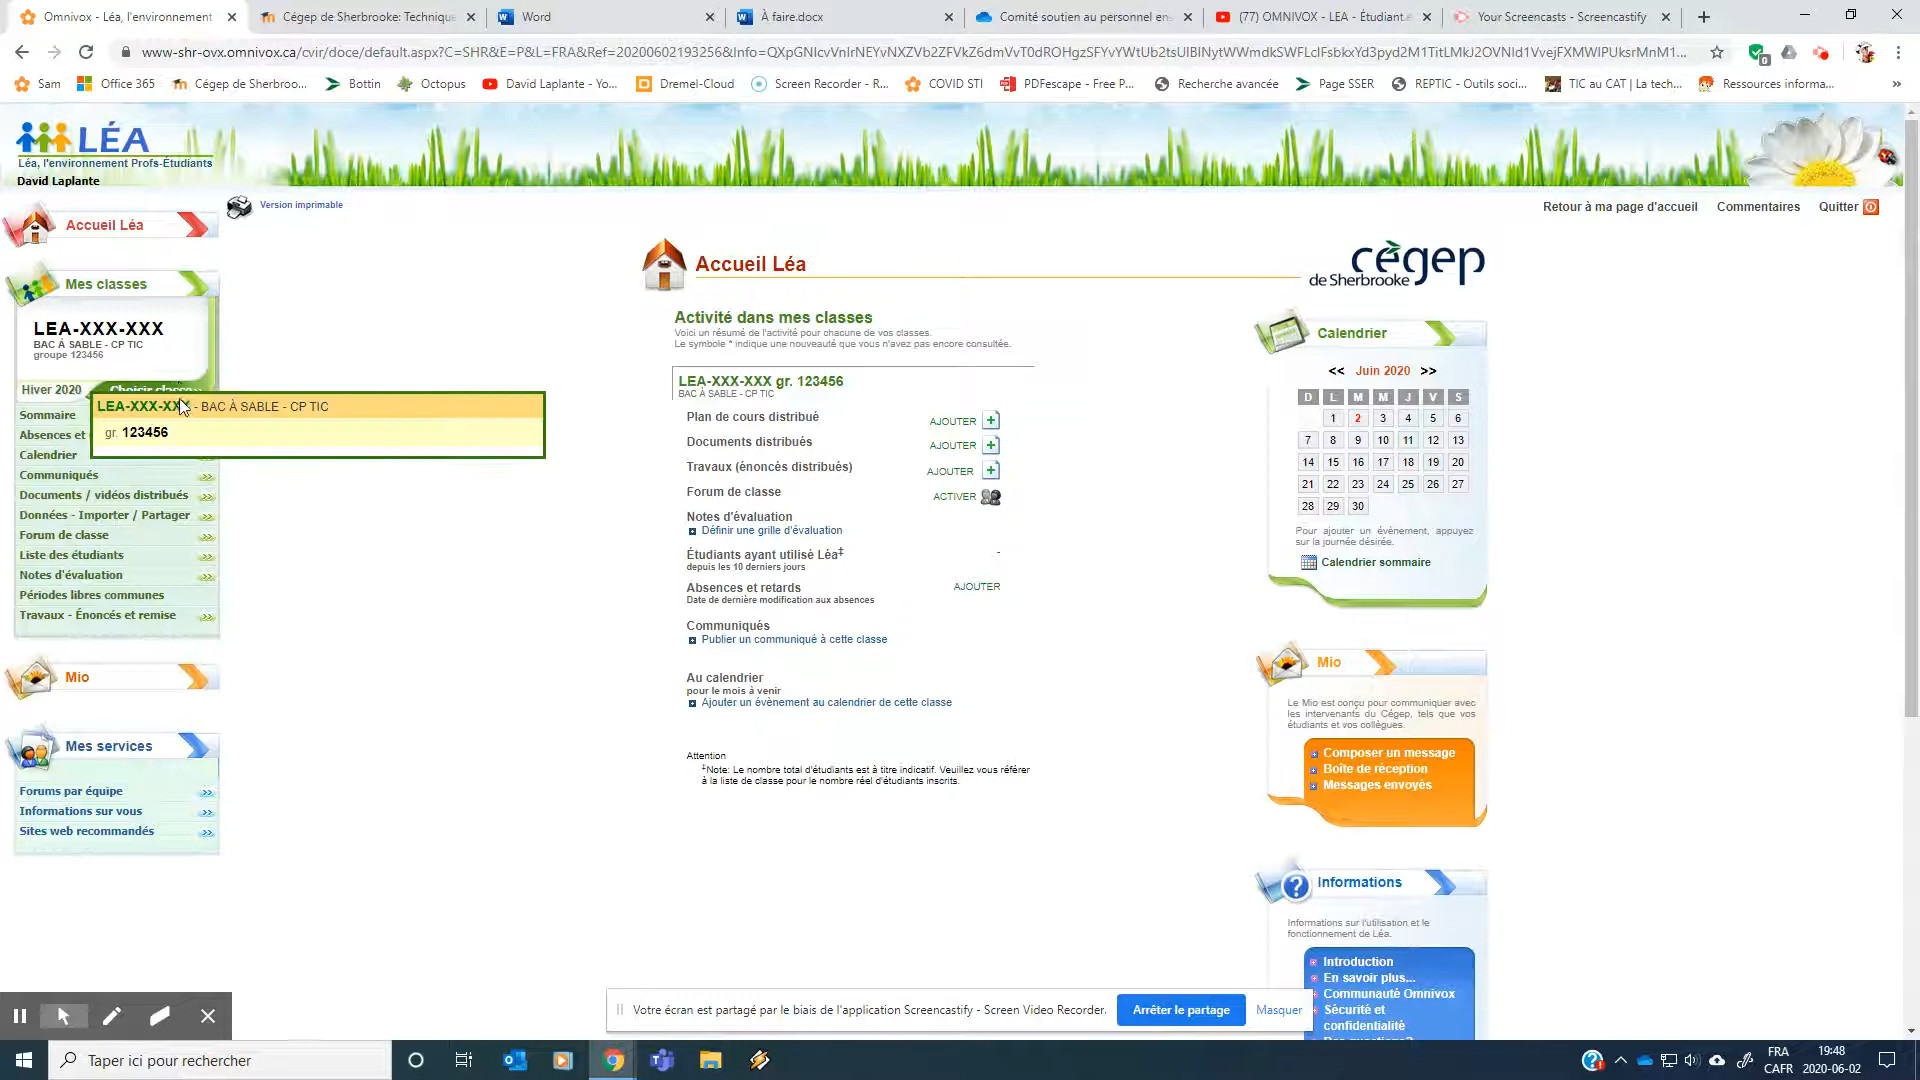 Omnivox - Léa, l'environnement
Cégep de Sherbrooke: Technique
Word
À faire.docx
Comité soutien au personnel en
(77) OMNIVOX - LEA - Étudiant.
Your Screencasts - Screencastify
Sam
Office 365
Cégep de Sherbroo...
Bottin
Octopus
David Laplante - Yo...
Dremel-Cloud
Screen Recorder - R...
COVID STI
PDFescape - Free P...
Recherche avancée
Page SSER
REPTIC - Outils soci...
TIC au CAT | La tech...
Ressources informa...
LÉA
Léa, l'environnement Profs-Étudiants
David Laplante
Version imprimable
Retour à ma page d'accueil
Commentaires
Quitter
Accueil Léa
Mes classes
LEA-XXX-XXX
BAC À SABLE - CP TIC
groupe 123456
Hiver 2020
Choisir classe
LEA-XXX-XXX - BAC À SABLE - CP TIC
gr. 123456
Sommaire
Absences et
Calendrier
Communiqués
Documents / vidéos distribués
Données - Importer / Partager
Forum de classe
Liste des étudiants
Notes d'évaluation
Périodes libres communes
Travaux - Énoncés et remise
Mio
Mes services
Forums par équipe
Informations sur vous
Sites web recommandés
Accueil Léa
cégep
de Sherbrooke
Activité dans mes classes
Voici un résumé de l'activité pour chacune de vos classes.
Le symbole * indique une nouveauté que vous n'avez pas encore consultée.
LEA-XXX-XXX gr. 123456
BAC À SABLE - CP TIC
Plan de cours distribué AJOUTER
Documents distribués AJOUTER
Travaux (énoncés distribués) AJOUTER
Forum de classe ACTIVER
Notes d'évaluation
Définir une grille d'évaluation
Étudiants ayant utilisé Léa‡ -
depuis les 10 derniers jours
Absences et retards AJOUTER
Date de dernière modification aux absences
Communiqués
Publier un communiqué à cette classe
Au calendrier
pour le mois à venir
Ajouter un évènement au calendrier de cette classe
Attention
‡Note: Le nombre total d'étudiants est à titre indicatif. Veuillez vous référer
à la liste de classe pour le nombre réel d'étudiants inscrits.
Calendrier
<< Juin 2020 >>
D L M M J V S
1 2 3 4 5 6
7 8 9 10 11 12 13
14 15 16 17 18 19 20
21 22 23 24 25 26 27
28 29 30
Pour ajouter un évènement, appuyez
sur la journée désirée.
Calendrier sommaire
Mio
Le Mio est conçu pour communiquer avec
les intervenants du Cégep, tels que vos
étudiants et vos collègues.
Composer un message
Boîte de réception
Messages envoyés
Informations
Informations sur l'utilisation et le
fonctionnement de Léa.
Introduction
En savoir plus...
Communauté Omnivox
Sécurité et
confidentialité
Votre écran est partagé par le biais de l'application Screencastify - Screen Video Recorder.
Arrêter le partage
Masquer
Taper ici pour rechercher
FRA
CAFR
19:48
2020-06-02